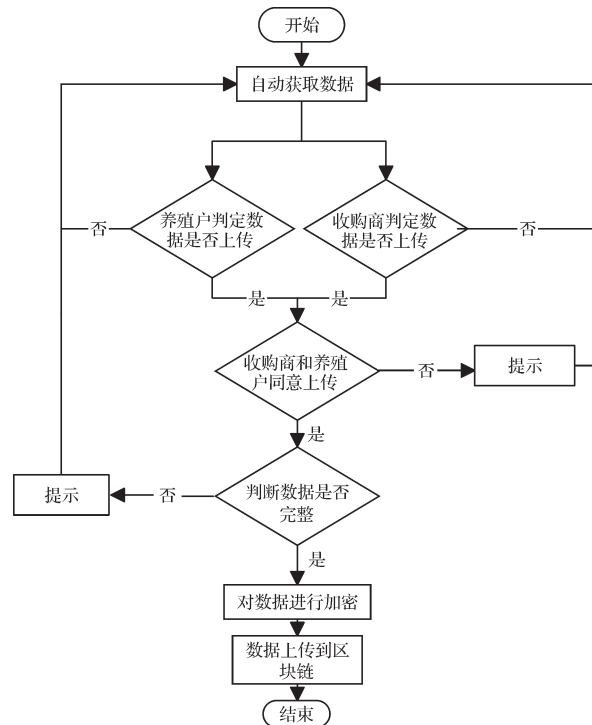 开始
自动获取数据
养殖户判定数
据是否上传
收购商判定数
据是否上传
否
否
是
是
收购商和养殖
户同意上传
否
提示
是
判断数据是否
完整
否
提示
是
对数据进行加密
数据上传到区
块链
结束